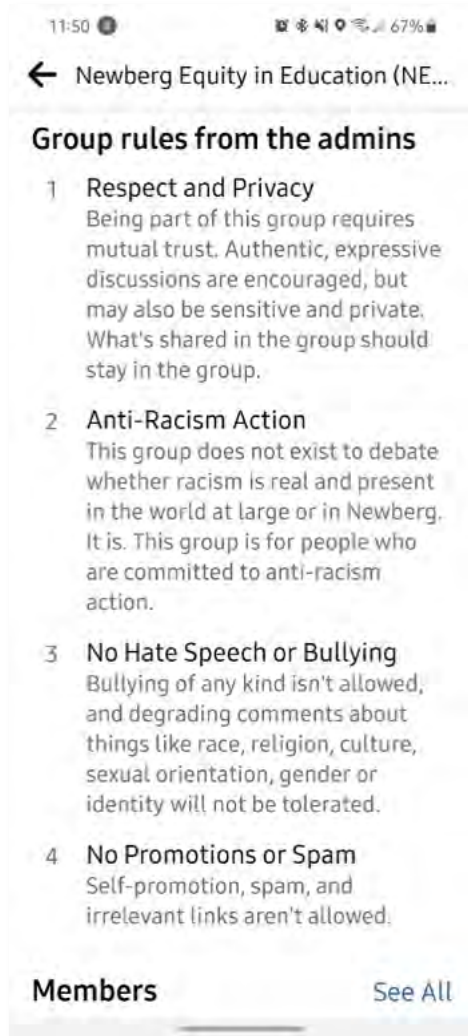 11:50
67%
Newberg Equity in Education (NE...
Group rules from the admins
1 Respect and Privacy
Being part of this group requires
mutual trust. Authentic, expressive
discussions are encouraged, but
may also be sensitive and private.
What's shared in the group should
stay in the group.
2 Anti-Racism Action
This group does not exist to debate
whether racism is real and present
in the world at large or in Newberg.
It is. This group is for people who
are committed to anti-racism
action.
3 No Hate Speech or Bullying
Bullying of any kind isn't allowed,
and degrading comments about
things like race, religion, culture,
sexual orientation, gender or
identity will not be tolerated.
4 No Promotions or Spam
Self-promotion, spam, and
irrelevant links aren't allowed.
Members See All